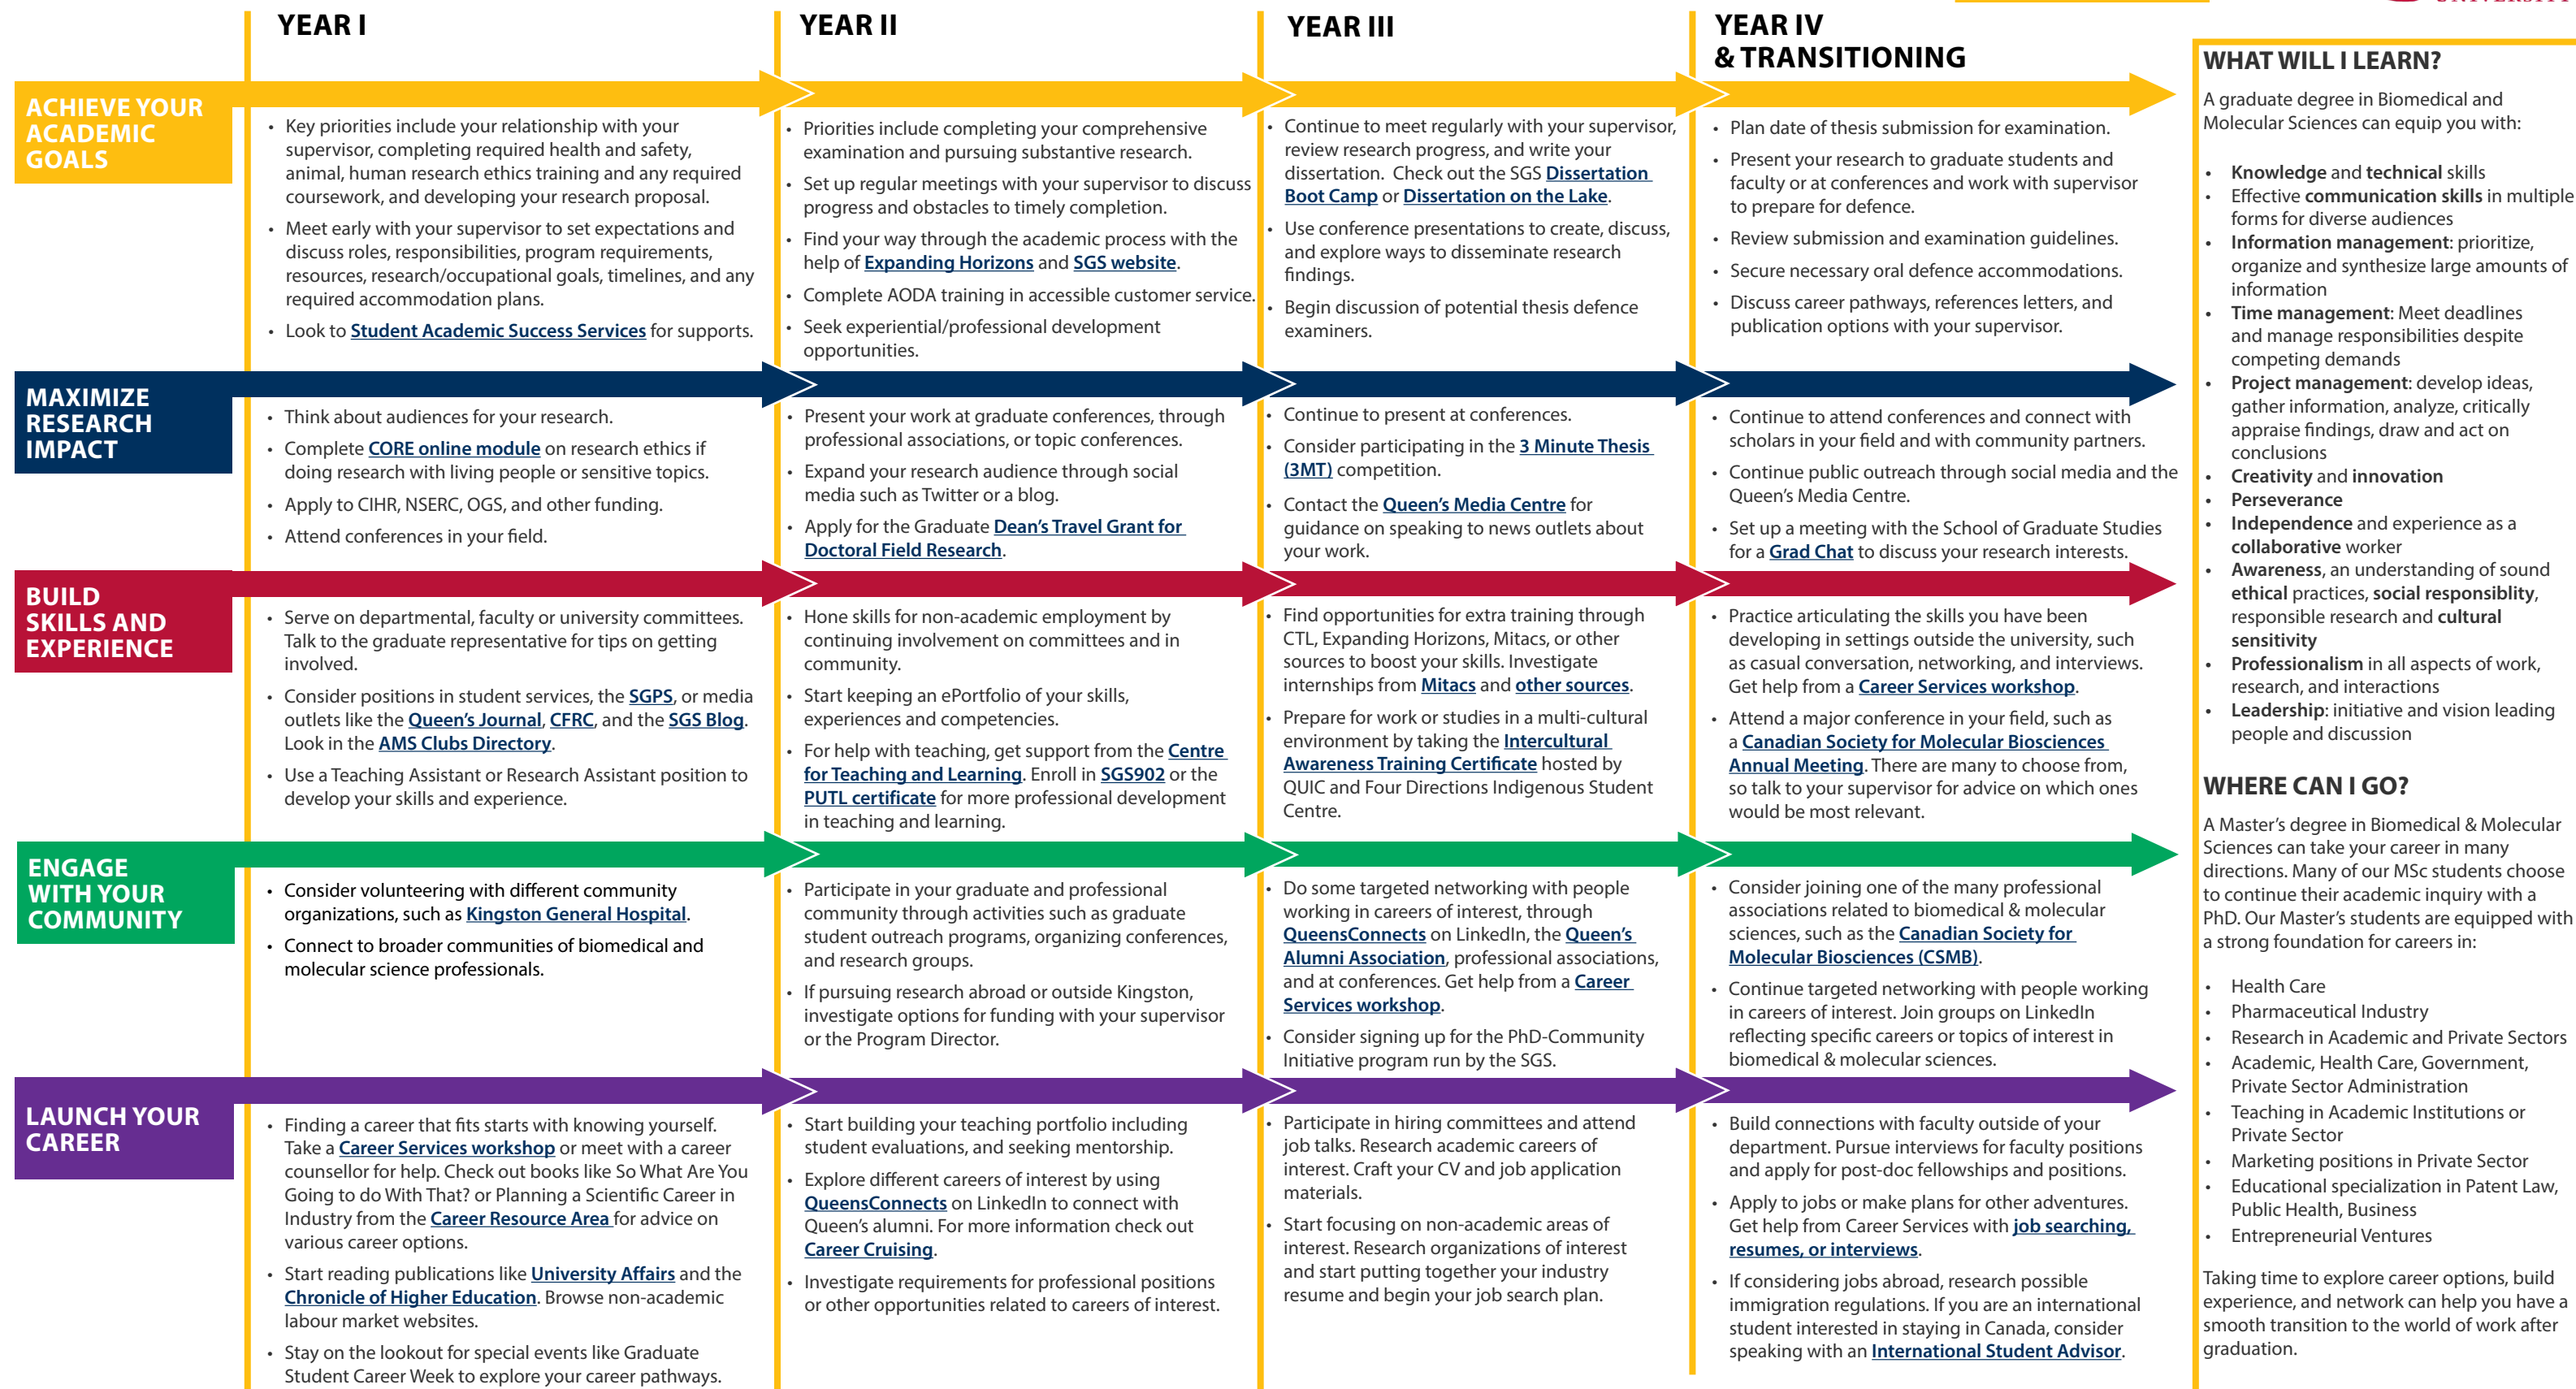 UNIVERSITY
YEAR I
YEAR II
YEAR III
YEAR IV
& TRANSITIONING
ACHIEVE YOUR
ACADEMIC
GOALS
• Key priorities include your relationship with your
supervisor, completing required health and safety,
animal, human research ethics training and any required
coursework, and developing your research proposal.
• Meet early with your supervisor to set expectations and
discuss roles, responsibilities, program requirements,
resources, research/occupational goals, timelines, and any
required accommodation plans.
• Look to Student Academic Success Services for supports.
• Priorities include completing your comprehensive
examination and pursuing substantive research.
• Set up regular meetings with your supervisor to discuss
progress and obstacles to timely completion.
• Find your way through the academic process with the
help of Expanding Horizons and SGS website.
• Complete AODA training in accessible customer service.
• Seek experiential/professional development
opportunities.
• Continue to meet regularly with your supervisor,
review research progress, and write your
dissertation. Check out the SGS Dissertation
Boot Camp or Dissertation on the Lake.
• Use conference presentations to create, discuss,
and explore ways to disseminate research
findings.
• Begin discussion of potential thesis defence
examiners.
• Plan date of thesis submission for examination.
• Present your research to graduate students and
faculty or at conferences and work with supervisor
to prepare for defence.
• Review submission and examination guidelines.
• Secure necessary oral defence accommodations.
• Discuss career pathways, references letters, and
publication options with your supervisor.
MAXIMIZE
RESEARCH
IMPACT
• Think about audiences for your research.
• Complete CORE online module on research ethics if
doing research with living people or sensitive topics.
• Apply to CIHR, NSERC, OGS, and other funding.
• Attend conferences in your field.
• Present your work at graduate conferences, through
professional associations, or topic conferences.
• Expand your research audience through social
media such as Twitter or a blog.
• Apply for the Graduate Dean's Travel Grant for
Doctoral Field Research.
• Continue to present at conferences.
• Consider participating in the 3 Minute Thesis
(3MT) competition.
• Contact the Queen's Media Centre for
guidance on speaking to news outlets about
your work.
• Continue to attend conferences and connect with
scholars in your field and with community partners.
• Continue public outreach through social media and the
Queen's Media Centre.
• Set up a meeting with the School of Graduate Studies
for a Grad Chat to discuss your research interests.
BUILD
SKILLS AND
EXPERIENCE
• Serve on departmental, faculty or university committees.
Talk to the graduate representative for tips on getting
involved.
• Consider positions in student services, the SGPS, or media
outlets like the Queen's Journal, CFRC, and the SGS Blog.
Look in the AMS Clubs Directory.
• Use a Teaching Assistant or Research Assistant position to
develop your skills and experience.
• Hone skills for non-academic employment by
continuing involvement on committees and in
community.
• Start keeping an ePortfolio of your skills,
experiences and competencies.
• For help with teaching, get support from the Centre
for Teaching and Learning. Enroll in SGS902 or the
PUTL certificate for more professional development
in teaching and learning.
• Find opportunities for extra training through
CTL, Expanding Horizons, Mitacs, or other
sources to boost your skills. Investigate
internships from Mitacs and other sources.
• Prepare for work or studies in a multi-cultural
environment by taking the Intercultural
Awareness Training Certificate hosted by
QUIC and Four Directions Indigenous Student
Centre.
• Practice articulating the skills you have been
developing in settings outside the university, such
as casual conversation, networking, and interviews.
Get help from a Career Services workshop.
• Attend a major conference in your field, such as
a Canadian Society for Molecular Biosciences
Annual Meeting. There are many to choose from,
so talk to your supervisor for advice on which ones
would be most relevant.
ENGAGE
WITH YOUR
COMMUNITY
• Consider volunteering with different community
organizations, such as Kingston General Hospital.
• Connect to broader communities of biomedical and
molecular science professionals.
• Participate in your graduate and professional
community through activities such as graduate
student outreach programs, organizing conferences,
and research groups.
• If pursuing research abroad or outside Kingston,
investigate options for funding with your supervisor
or the Program Director.
• Do some targeted networking with people
working in careers of interest, through
QueensConnects on LinkedIn, the Queen's
Alumni Association, professional associations,
and at conferences. Get help from a Career
Services workshop.
• Consider signing up for the PhD-Community
Initiative program run by the SGS.
• Consider joining one of the many professional
associations related to biomedical & molecular
sciences, such as the Canadian Society for
Molecular Biosciences (CSMB).
• Continue targeted networking with people working
in careers of interest. Join groups on LinkedIn
reflecting specific careers or topics of interest in
biomedical & molecular sciences.
LAUNCH YOUR
CAREER
• Finding a career that fits starts with knowing yourself.
Take a Career Services workshop or meet with a career
counsellor for help. Check out books like So What Are You
Going to do With That? or Planning a Scientific Career in
Industry from the Career Resource Area for advice on
various career options.
• Start reading publications like University Affairs and the
Chronicle of Higher Education. Browse non-academic
labour market websites.
• Stay on the lookout for special events like Graduate
Student Career Week to explore your career pathways.
• Start building your teaching portfolio including
student evaluations, and seeking mentorship.
• Explore different careers of interest by using
QueensConnects on LinkedIn to connect with
Queen's alumni. For more information check out
Career Cruising.
• Investigate requirements for professional positions
or other opportunities related to careers of interest.
• Participate in hiring committees and attend
job talks. Research academic careers of
interest. Craft your CV and job application
materials.
• Start focusing on non-academic areas of
interest. Research organizations of interest
and start putting together your industry
resume and begin your job search plan.
• Build connections with faculty outside of your
department. Pursue interviews for faculty positions
and apply for post-doc fellowships and positions.
• Apply to jobs or make plans for other adventures.
Get help from Career Services with job searching,
resumes, or interviews.
• If considering jobs abroad, research possible
immigration regulations. If you are an international
student interested in staying in Canada, consider
speaking with an International Student Advisor.
WHAT WILL I LEARN?
A graduate degree in Biomedical and
Molecular Sciences can equip you with:
• Knowledge and technical skills
• Effective communication skills in multiple
forms for diverse audiences
• Information management: prioritize,
organize and synthesize large amounts of
information
• Time management: Meet deadlines
and manage responsibilities despite
competing demands
• Project management: develop ideas,
gather information, analyze, critically
appraise findings, draw and act on
conclusions
• Creativity and innovation
• Perseverance
• Independence and experience as a
collaborative worker
• Awareness, an understanding of sound
ethical practices, social responsiblity,
responsible research and cultural
sensitivity
• Professionalism in all aspects of work,
research, and interactions
• Leadership: initiative and vision leading
people and discussion
WHERE CAN I GO?
A Master's degree in Biomedical & Molecular
Sciences can take your career in many
directions. Many of our MSc students choose
to continue their academic inquiry with a
PhD. Our Master's students are equipped with
a strong foundation for careers in:
• Health Care
• Pharmaceutical Industry
• Research in Academic and Private Sectors
• Academic, Health Care, Government,
Private Sector Administration
• Teaching in Academic Institutions or
Private Sector
• Marketing positions in Private Sector
• Educational specialization in Patent Law,
Public Health, Business
• Entrepreneurial Ventures
Taking time to explore career options, build
experience, and network can help you have a
smooth transition to the world of work after
graduation.